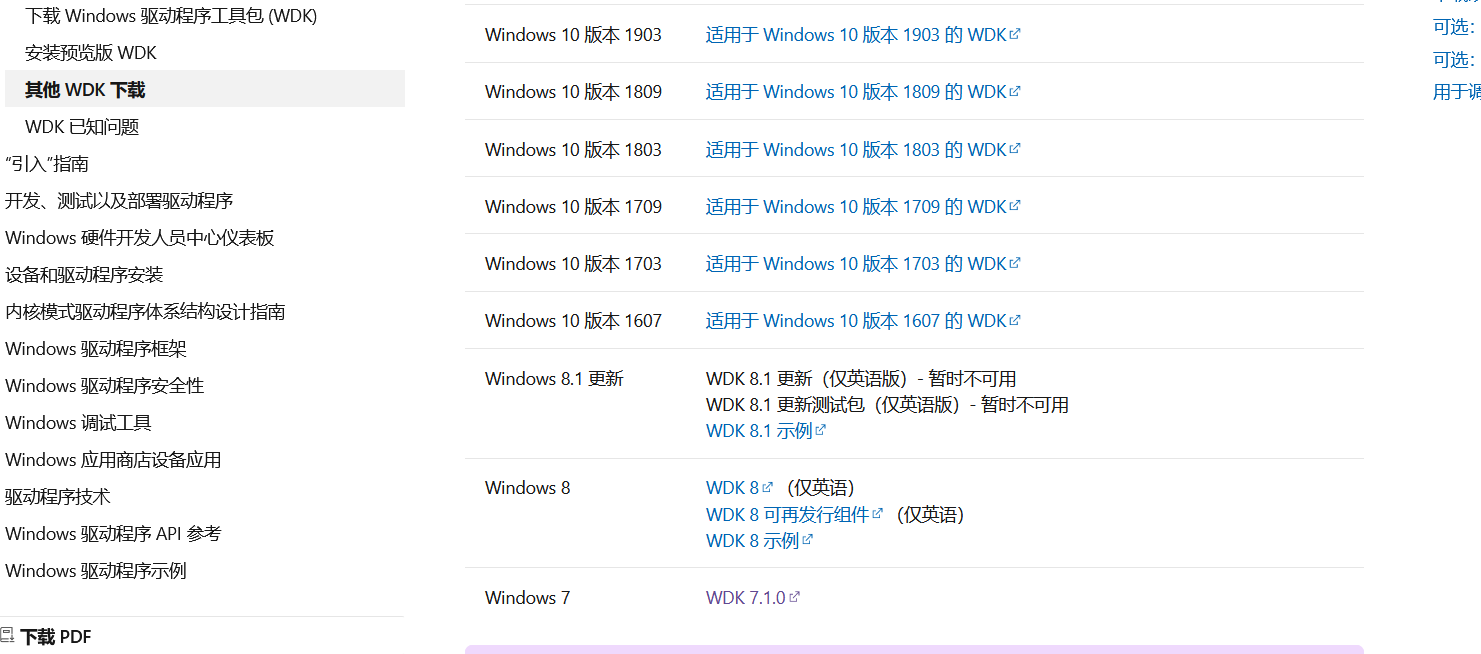 下载 Windows 驱动程序工具包 (WDK)
安装预览版 WDK
其他 WDK 下载
WDK 已知问题
“引入”指南
开发、测试以及部署驱动程序
Windows 硬件开发人员中心仪表板
设备和驱动程序安装
内核模式驱动程序体系结构设计指南
Windows 驱动程序框架
Windows 驱动程序安全性
Windows 调试工具
Windows 应用商店设备应用
驱动程序技术
Windows 驱动程序 API 参考
Windows 驱动程序示例
下载 PDF
Windows 10 版本 1903 适用于 Windows 10 版本 1903 的 WDK
Windows 10 版本 1809 适用于 Windows 10 版本 1809 的 WDK
Windows 10 版本 1803 适用于 Windows 10 版本 1803 的 WDK
Windows 10 版本 1709 适用于 Windows 10 版本 1709 的 WDK
Windows 10 版本 1703 适用于 Windows 10 版本 1703 的 WDK
Windows 10 版本 1607 适用于 Windows 10 版本 1607 的 WDK
Windows 8.1 更新 WDK 8.1 更新（仅英语版）- 暂时不可用
WDK 8.1 更新测试包（仅英语版）- 暂时不可用
WDK 8.1 示例
Windows 8 WDK 8 （仅英语）
WDK 8 可再发行组件 （仅英语）
WDK 8 示例
Windows 7 WDK 7.1.0
可选：
可选：
用于调